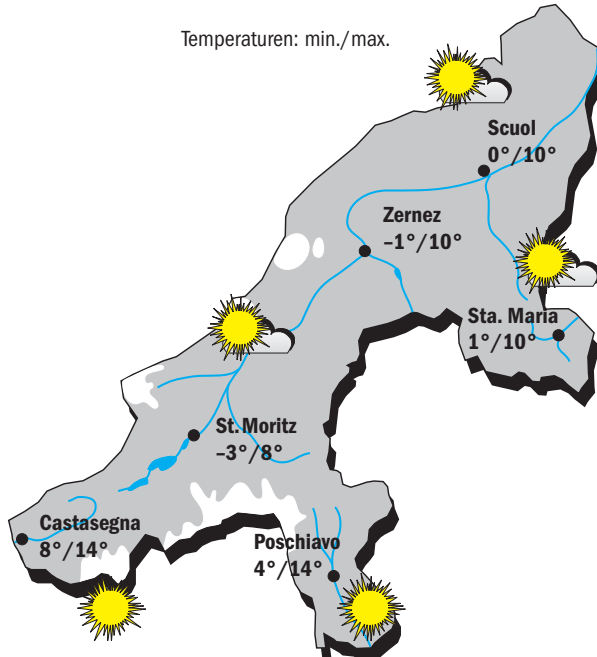 Temperaturen: min./max.
Scuol
0°/10°
Zernez
–1°/10°
Sta. Maria
1°/10°
St. Moritz
–3°/8°
Castasegna
8°/14°
Poschiavo
4°/14°